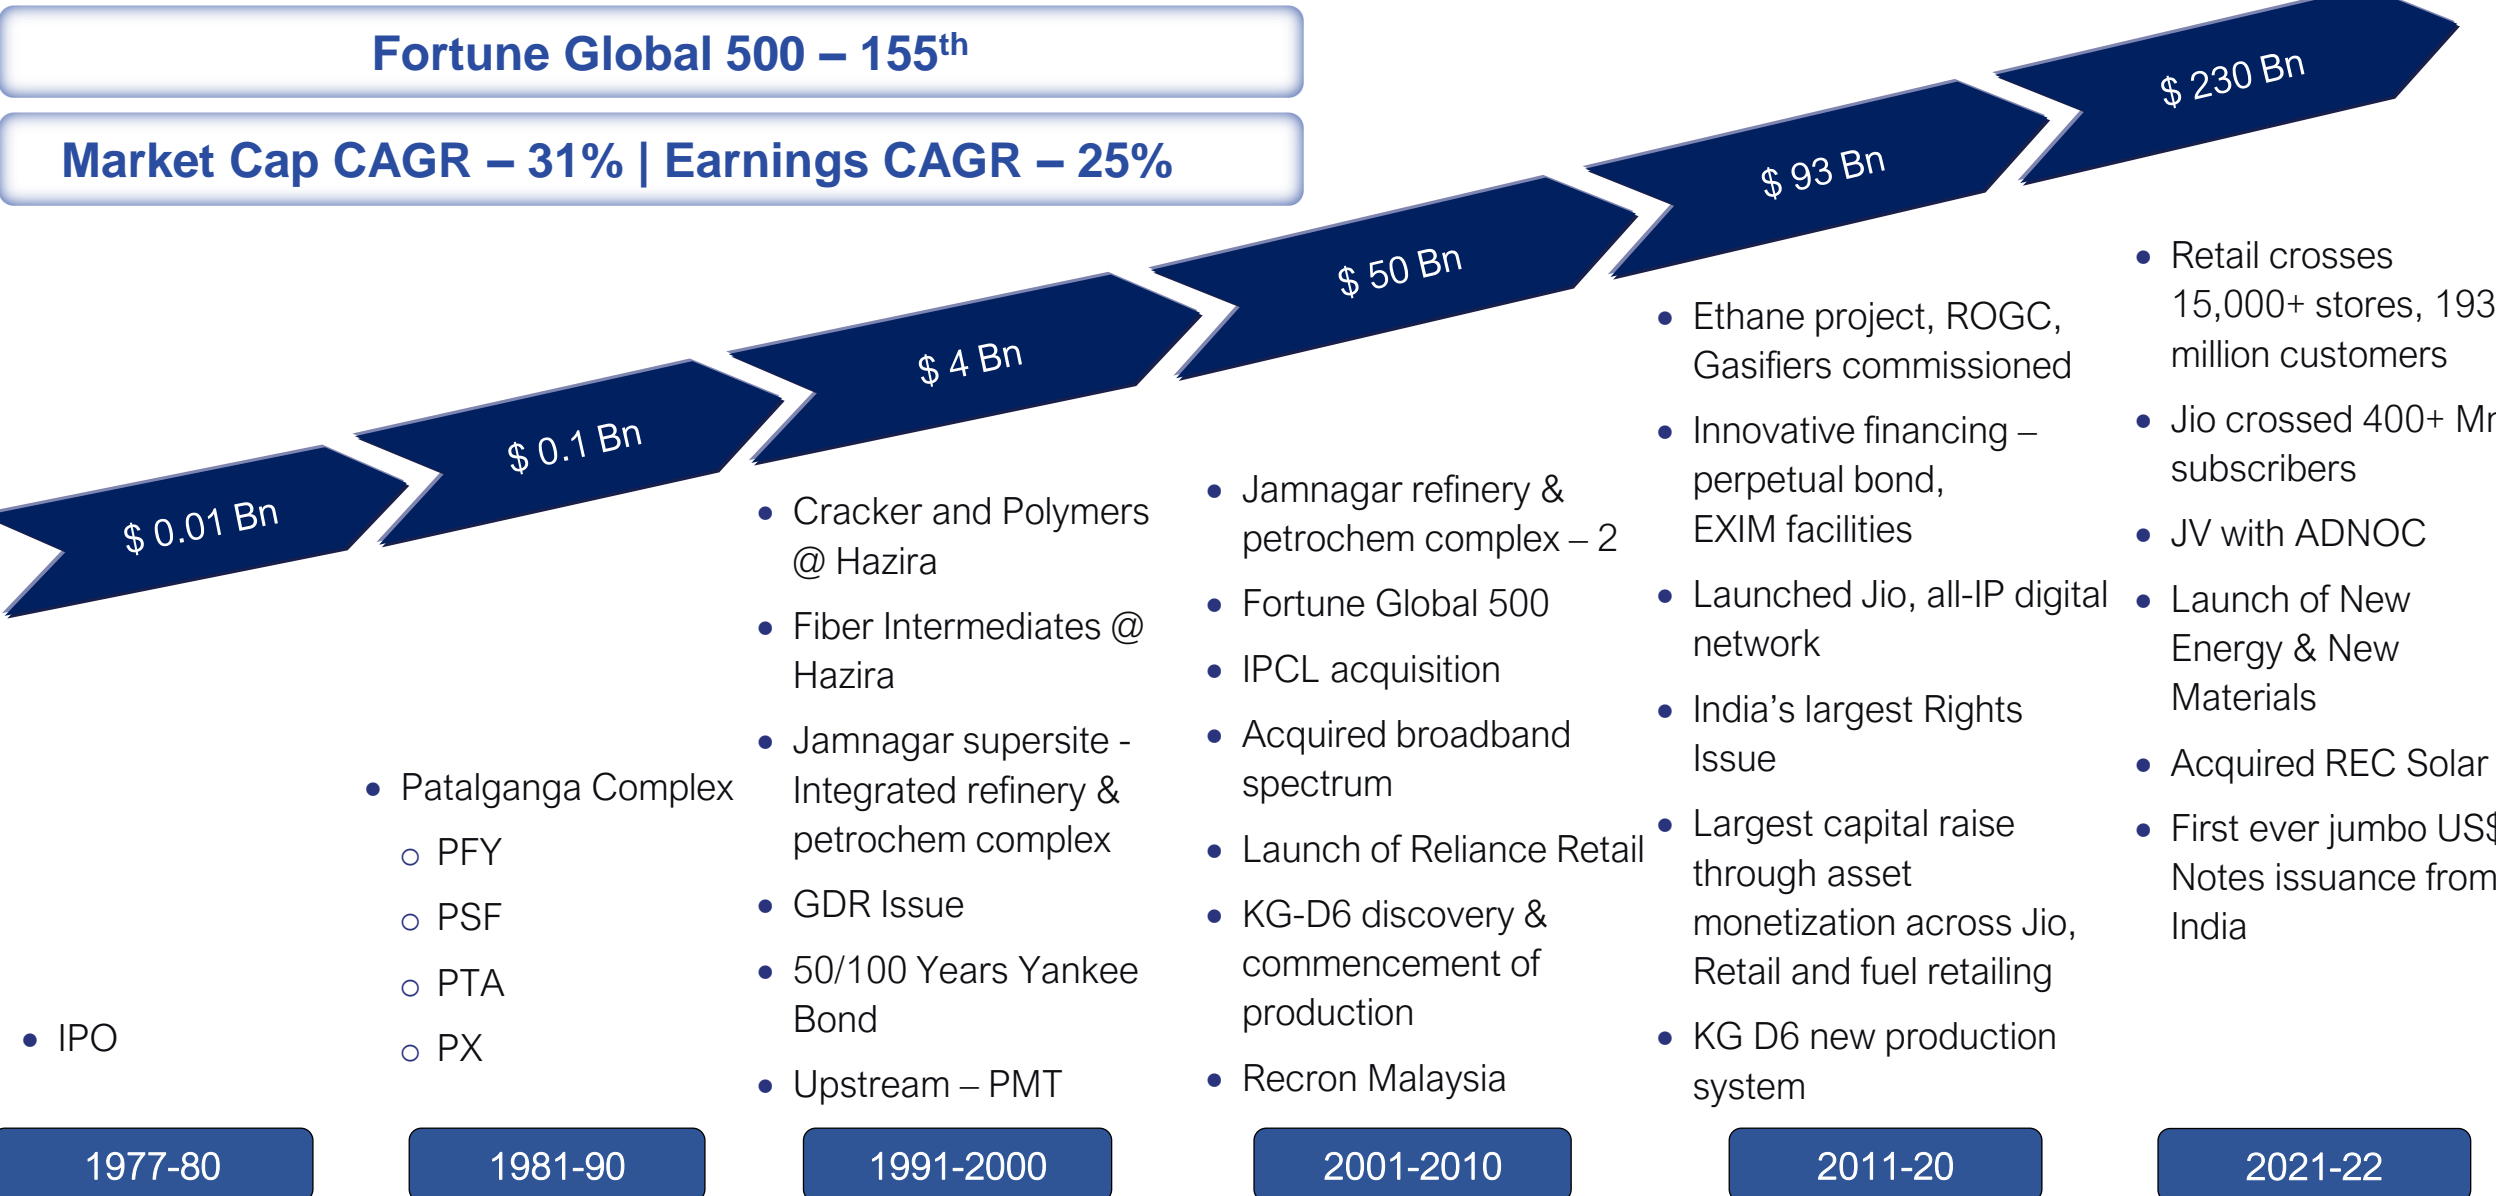 Fortune Global 500 – 155th
Market Cap CAGR – 31% | Earnings CAGR – 25%
$ 0.01 Bn
$ 0.1 Bn
$ 4 Bn
$ 50 Bn
$ 93 Bn
$ 230 Bn
• IPO
1977-80
• Patalganga Complex
○ PFY
○ PSF
○ PTA
○ PX
1981-90
• Cracker and Polymers
@ Hazira
• Fiber Intermediates @
Hazira
• Jamnagar supersite -
Integrated refinery &
petrochem complex
• GDR Issue
• 50/100 Years Yankee
Bond
• Upstream – PMT
1991-2000
• Jamnagar refinery &
petrochem complex – 2
• Fortune Global 500
• IPCL acquisition
• Acquired broadband
spectrum
• Launch of Reliance Retail
• KG-D6 discovery &
commencement of
production
• Recron Malaysia
2001-2010
• Ethane project, ROGC,
Gasifiers commissioned
• Innovative financing –
perpetual bond,
EXIM facilities
• Launched Jio, all-IP digital
network
• India’s largest Rights
Issue
• Largest capital raise
through asset
monetization across Jio,
Retail and fuel retailing
• KG D6 new production
system
2011-20
• Retail crosses
15,000+ stores, 193
million customers
• Jio crossed 400+
subscribers
• JV with ADNOC
• Launch of New
Energy & New
Materials
• Acquired REC Solar
• First ever jumbo US$
Notes issuance from
India
2021-22